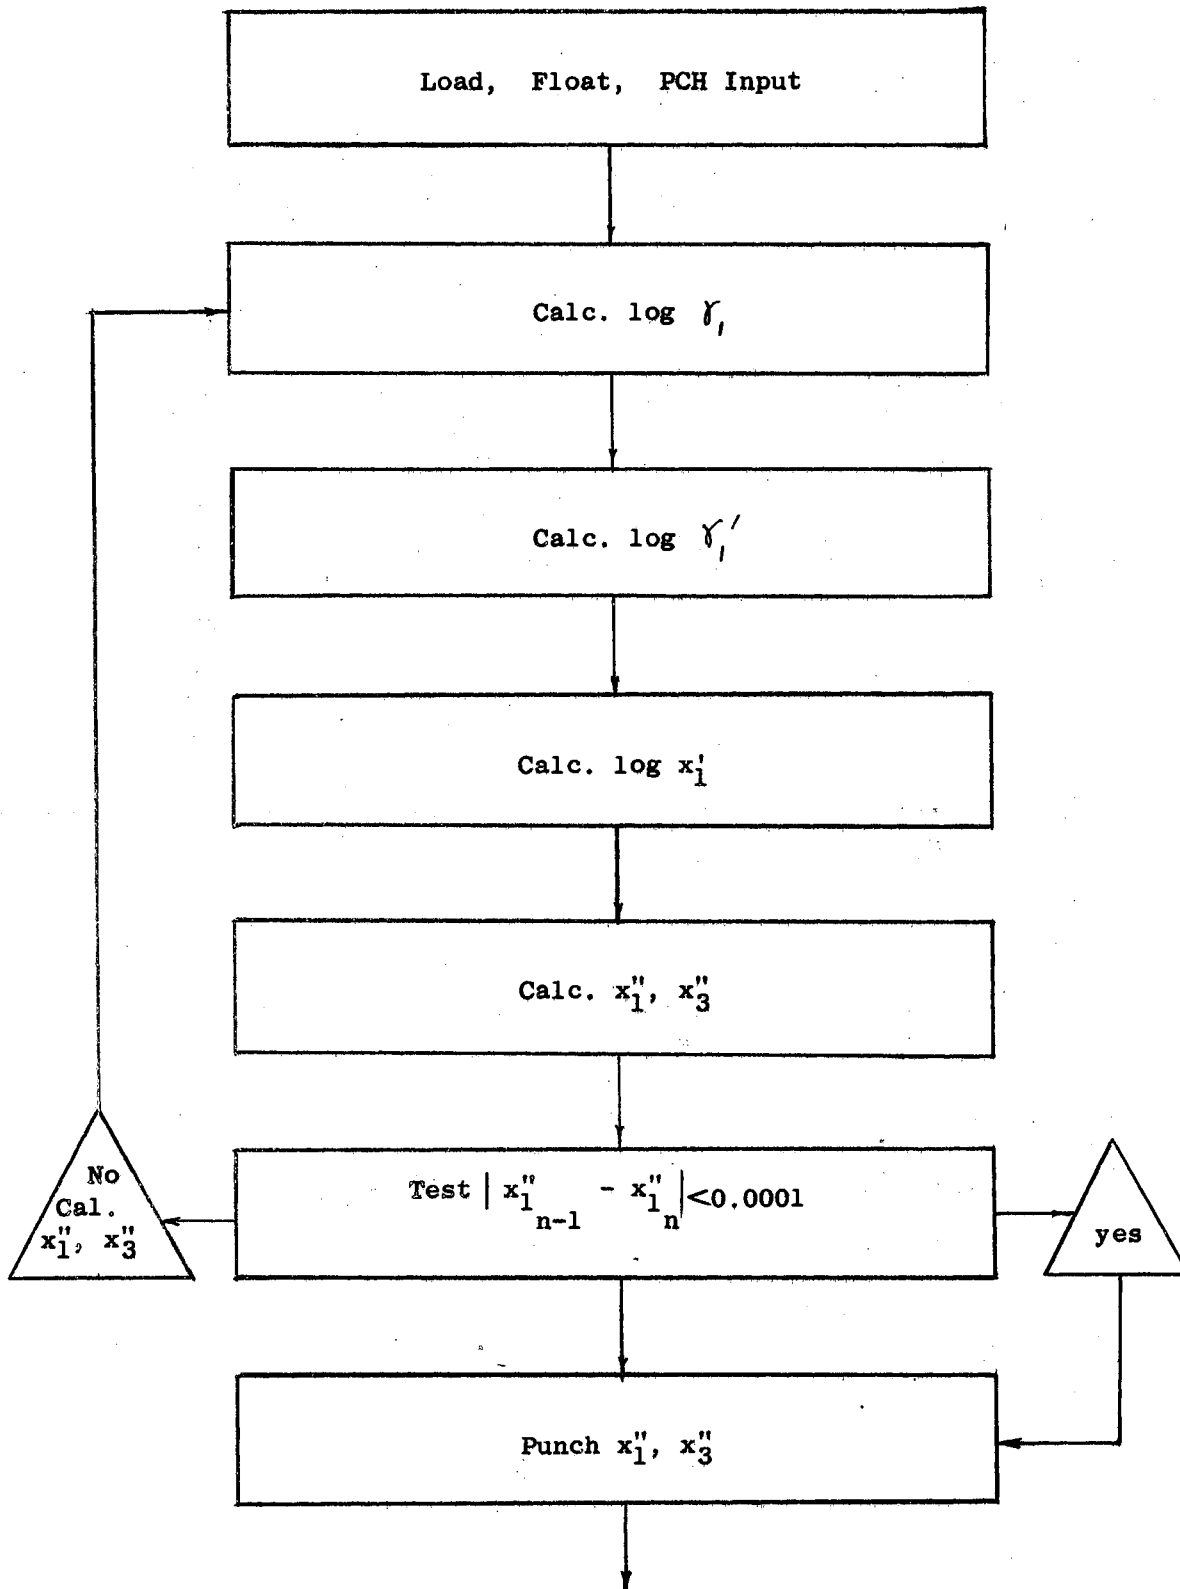 Load, Float, PCH Input
Calc. log γ₁
Calc. log γ₁′
Calc. log x₁′
Calc. x₁″, x₃″
Test | x₁″ₙ₋₁ - x₁″ₙ | <0.0001
No
Cal.
x₁″, x₃″
yes
Punch x₁″, x₃″